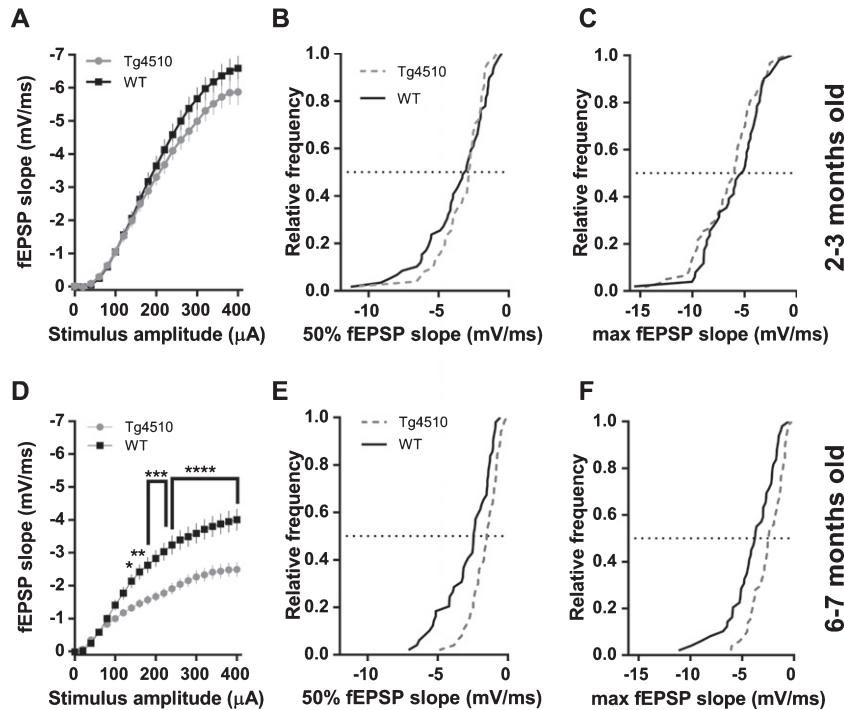 A
fEPSP slope (mV/ms)
-7
-6
-5
-4
-3
-2
-1
0
Tg4510
WT
0 100 200 300 400
Stimulus amplitude (μA)
B
Relative frequency
1.0
0.8
0.6
0.4
0.2
0.0
Tg4510
WT
-10 -5 0
50% fEPSP slope (mV/ms)
C
Relative frequency
1.0
0.8
0.6
0.4
0.2
0.0
Tg4510
WT
-15 -10 -5 0
max fEPSP slope (mV/ms)
2-3 months old
D
fEPSP slope (mV/ms)
-7
-6
-5
-4
-3
-2
-1
0
Tg4510
WT
*
**
***
****
0 100 200 300 400
Stimulus amplitude (μA)
E
Relative frequency
1.0
0.8
0.6
0.4
0.2
0.0
Tg4510
WT
-10 -5 0
50% fEPSP slope (mV/ms)
F
Relative frequency
1.0
0.8
0.6
0.4
0.2
0.0
-15 -10 -5 0
max fEPSP slope (mV/ms)
6-7 months old